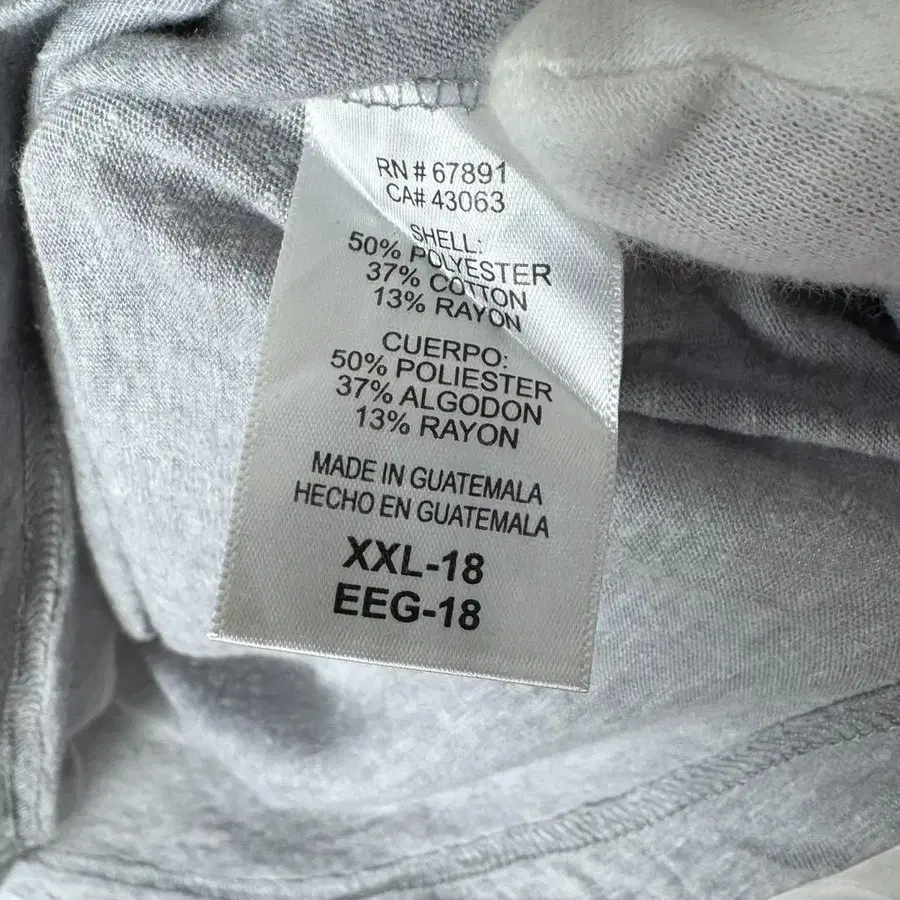 RN # 67891
CA# 43063
SHELL:
50% POLYESTER
37% COTTON
13% RAYON
CUERPO:
50% POLIESTER
37% ALGODON
13% RAYON
MADE IN GUATEMALA
HECHO EN GUATEMALA
XXL-18
EEG-18